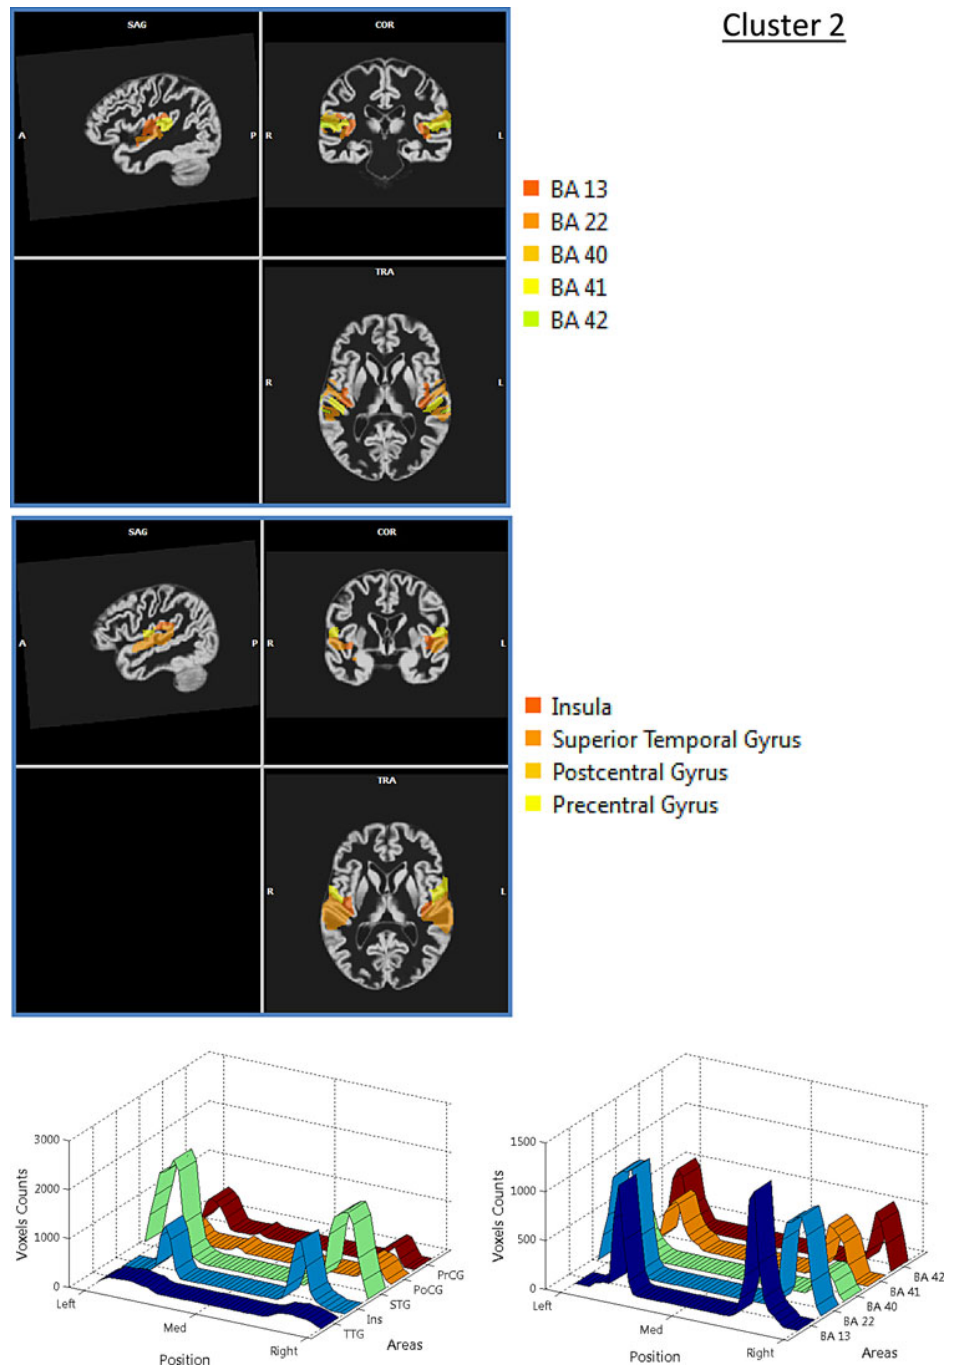 Cluster 2
SAG
COR
A
P
R
L
TRA
R
L
BA 13
BA 22
BA 40
BA 41
BA 42
SAG
COR
A
P
R
L
TRA
R
L
Insula
Superior Temporal Gyrus
Postcentral Gyrus
Precentral Gyrus
3000
2000
1000
0
Voxels Counts
Left
Med
Right
Position
TTG
Ins
STG
PoCG
PrCG
Areas
1500
1000
500
0
Voxels Counts
Left
Med
Right
Position
BA 13
BA 22
BA 40
BA 41
BA 42
Areas